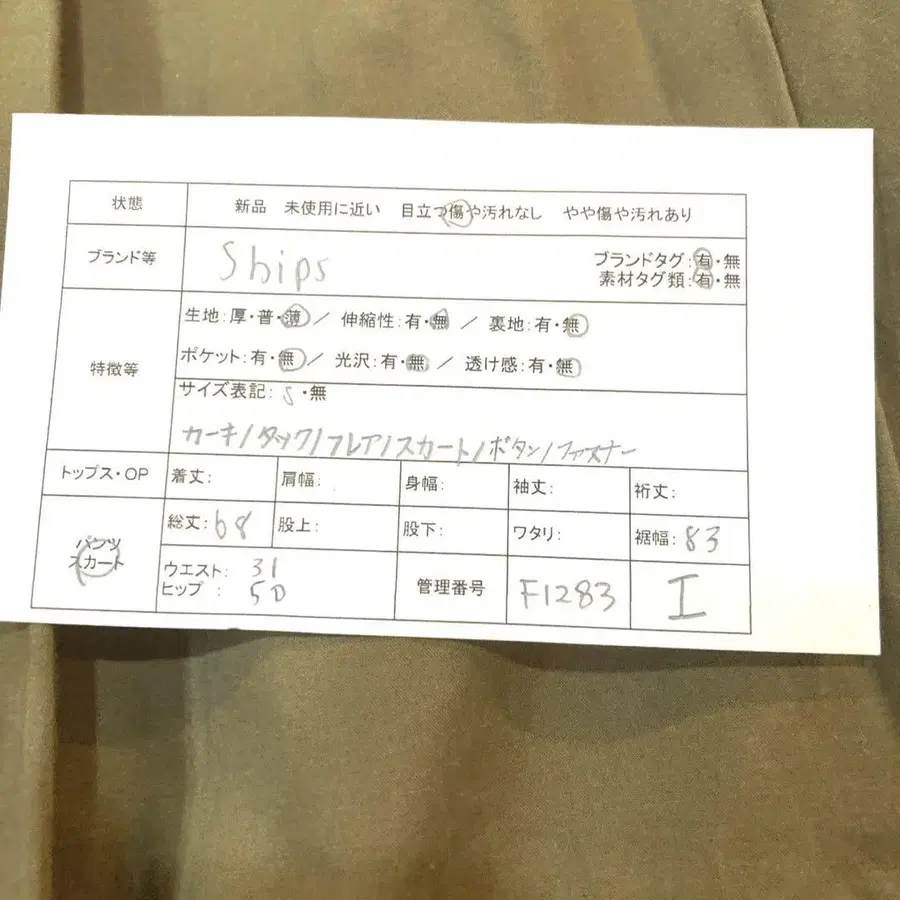 状態 新品 未使用に近い 目立つ傷や汚れなし やや傷や汚れあり
ブランド等 Ships ブランドタグ:有・無
素材タグ類:有・無
特徴等 生地:厚・普・薄 / 伸縮性:有・無 / 裏地:有・無
ポケット:有・無 / 光沢:有・無 / 透け感:有・無
サイズ表記: S・無
カーキ/タック/フレア/スカート/ボタン/ファスナー
トップス・OP 着丈: 肩幅: 身幅: 袖丈: 裄丈:
パンツ 総丈:68 股上: 股下: ワタリ: 裾幅:83
スカート ウエスト: 31 管理番号 F1283 I
ヒップ : 50